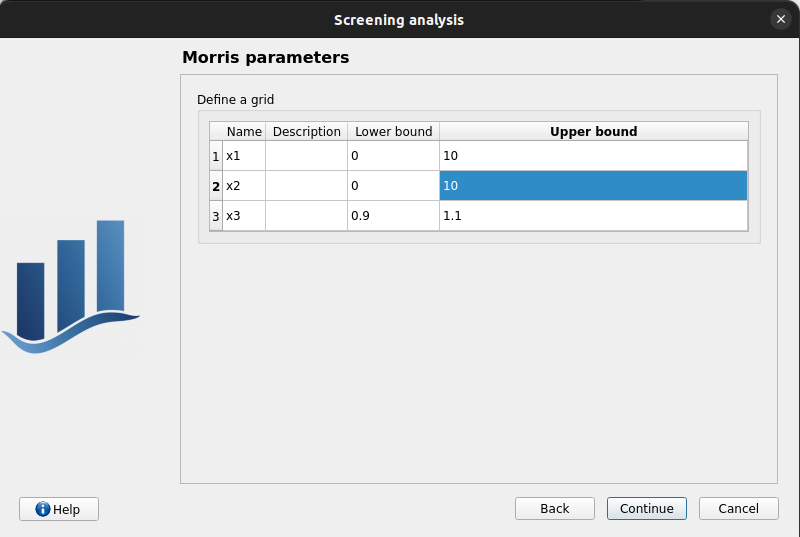 Screening analysis
Morris parameters
Define a grid
Name Description Lower bound Upper bound
1 x1 0 10
2 x2 0 10
3 x3 0.9 1.1
Help Back Continue Cancel